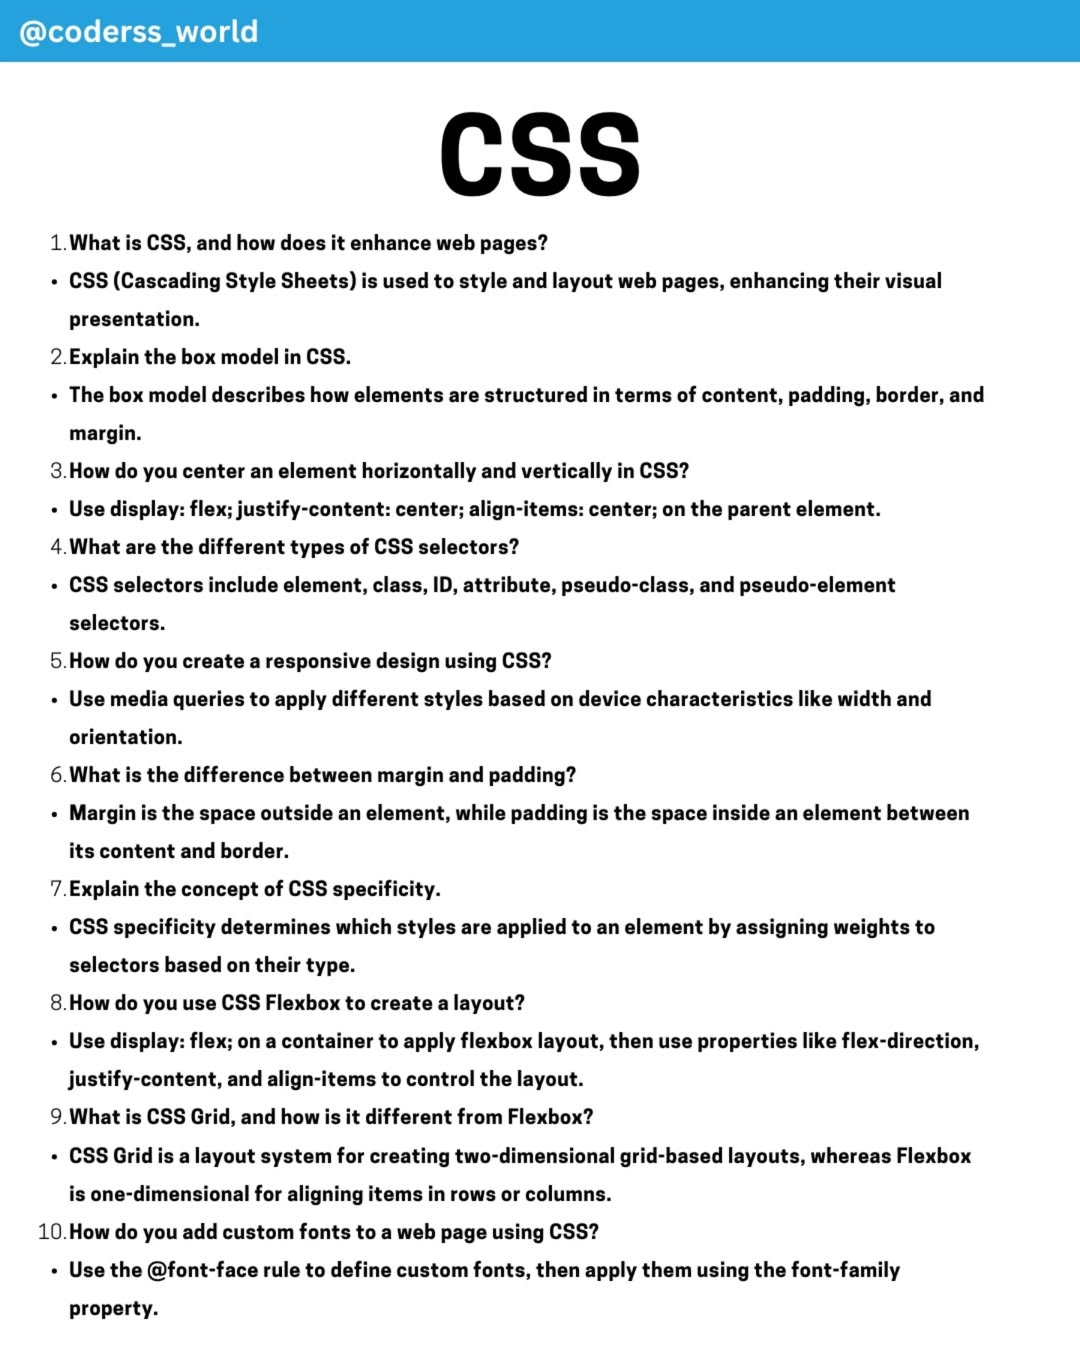 @coderss_world
CSS
1. What is CSS, and how does it enhance web pages?
• CSS (Cascading Style Sheets) is used to style and layout web pages, enhancing their visual
presentation.
2. Explain the box model in CSS.
• The box model describes how elements are structured in terms of content, padding, border, and
margin.
3. How do you center an element horizontally and vertically in CSS?
• Use display: flex; justify-content: center; align-items: center; on the parent element.
4. What are the different types of CSS selectors?
• CSS selectors include element, class, ID, attribute, pseudo-class, and pseudo-element
selectors.
5. How do you create a responsive design using CSS?
• Use media queries to apply different styles based on device characteristics like width and
orientation.
6. What is the difference between margin and padding?
• Margin is the space outside an element, while padding is the space inside an element between
its content and border.
7. Explain the concept of CSS specificity.
• CSS specificity determines which styles are applied to an element by assigning weights to
selectors based on their type.
8. How do you use CSS Flexbox to create a layout?
• Use display: flex; on a container to apply flexbox layout, then use properties like flex-direction,
justify-content, and align-items to control the layout.
9. What is CSS Grid, and how is it different from Flexbox?
• CSS Grid is a layout system for creating two-dimensional grid-based layouts, whereas Flexbox
is one-dimensional for aligning items in rows or columns.
10. How do you add custom fonts to a web page using CSS?
• Use the @font-face rule to define custom fonts, then apply them using the font-family
property.